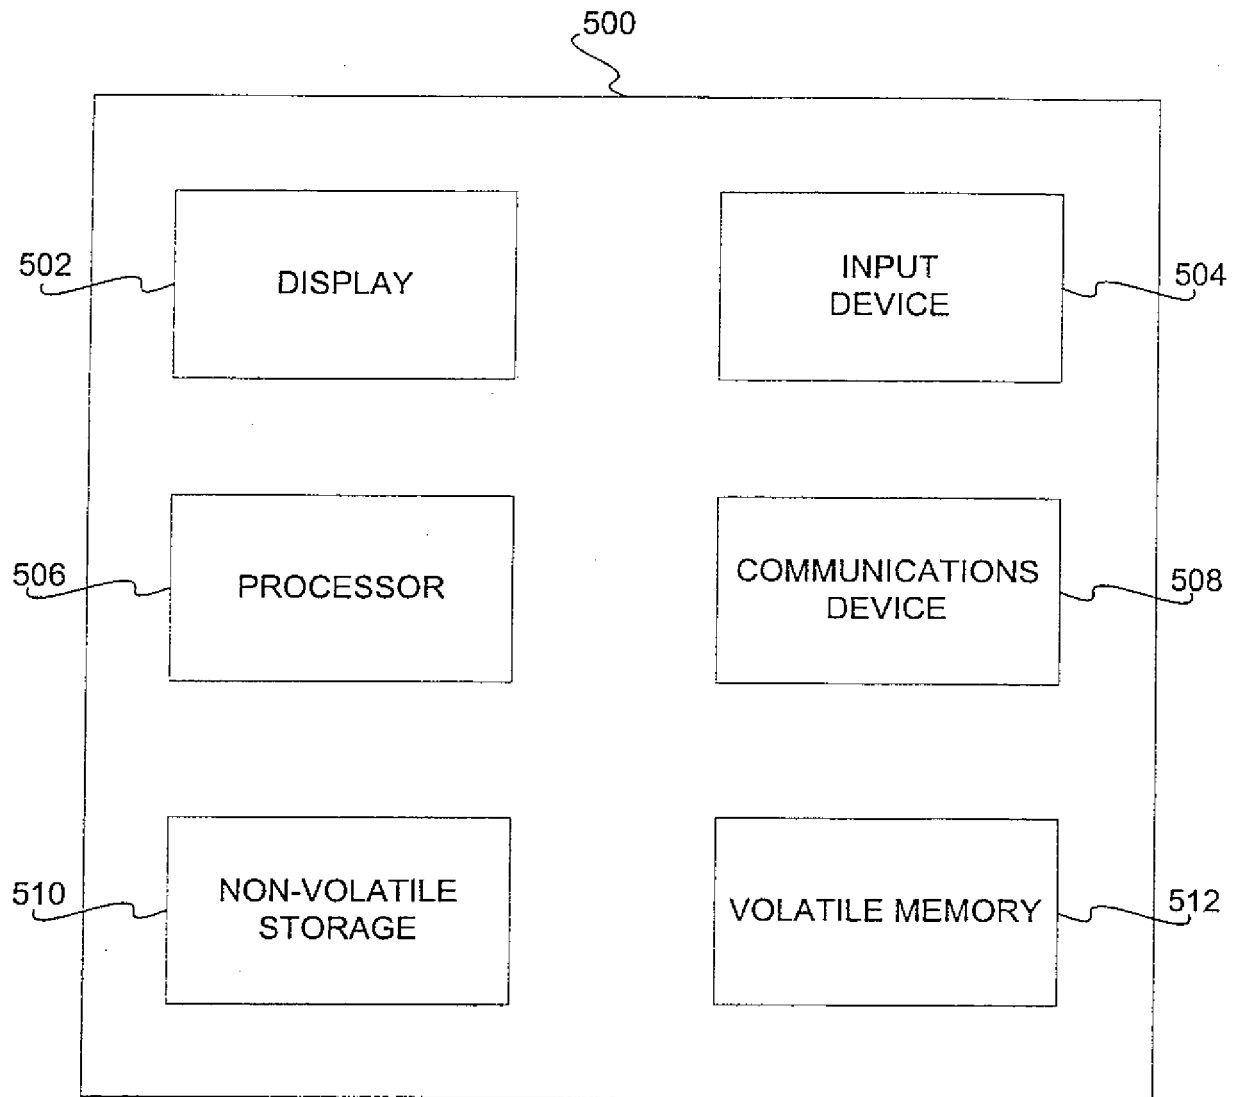 500
502
DISPLAY
INPUT
DEVICE
504
506
PROCESSOR
COMMUNICATIONS
DEVICE
508
510
NON-VOLATILE
STORAGE
VOLATILE MEMORY
512